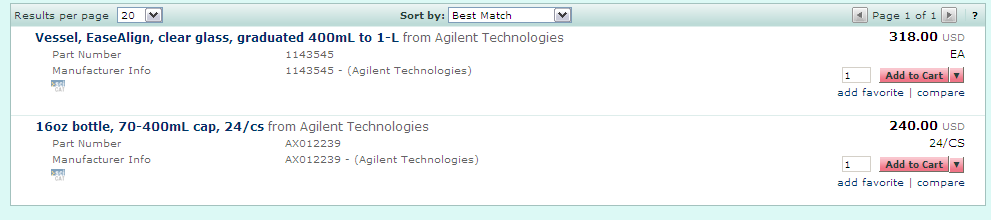 Results per page 20 Sort by: Best Match Page 1 of 1 ?
Vessel, EaseAlign, clear glass, graduated 400mL to 1-L from Agilent Technologies 318.00 USD
Part Number 1143545 EA
Manufacturer Info 1143545 - (Agilent Technologies) 1 Add to Cart
add favorite | compare
16oz bottle, 70-400mL cap, 24/cs from Agilent Technologies 240.00 USD
Part Number AX012239 24/CS
Manufacturer Info AX012239 - (Agilent Technologies) 1 Add to Cart
add favorite | compare